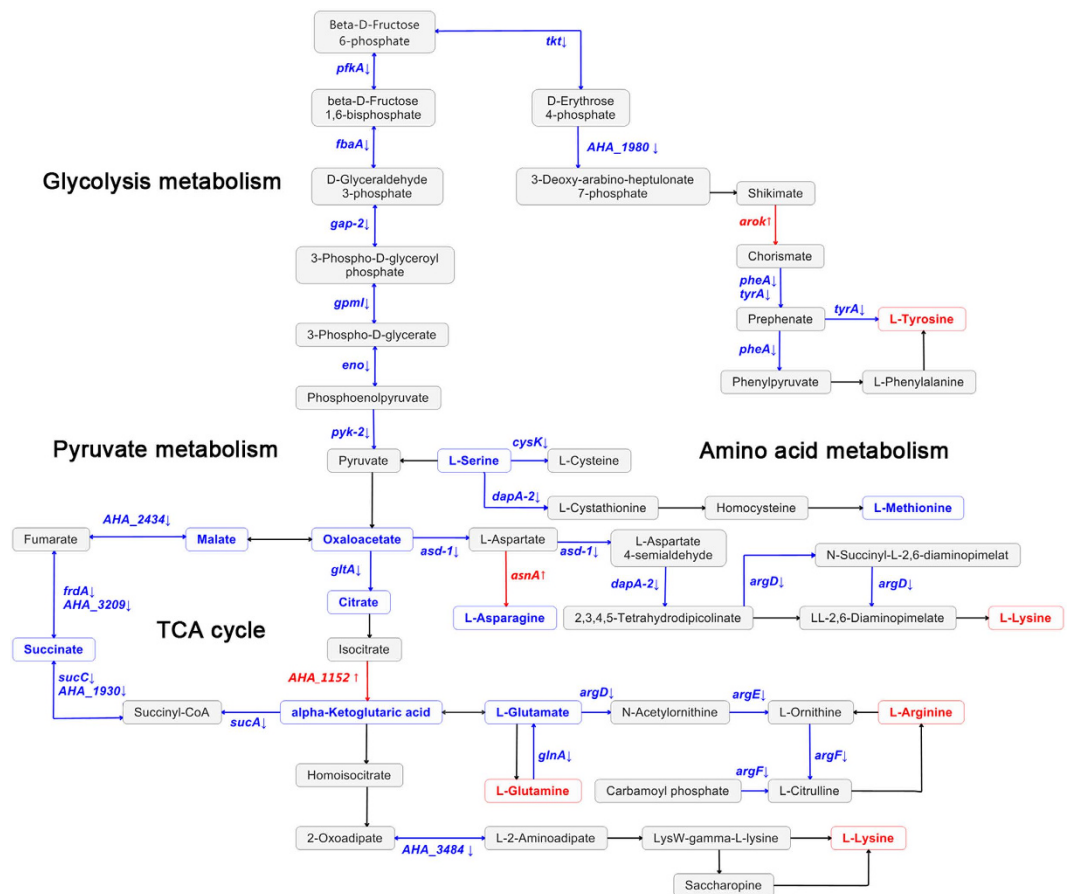 Beta-D-Fructose
6-phosphate
tkt↓
pfkA↓
beta-D-Fructose
1,6-bisphosphate
D-Erythrose
4-phosphate
fbaA↓
AHA_1980 ↓
Glycolysis metabolism
D-Glyceraldehyde
3-phosphate
3-Deoxy-arabino-heptulonate
7-phosphate
Shikimate
gap-2↓
arok↑
3-Phospho-D-glyceroyl
phosphate
Chorismate
gpmI↓
pheA↓
tyrA↓
3-Phospho-D-glycerate
Prephenate
tyrA↓
L-Tyrosine
eno↓
pheA↓
Phosphoenolpyruvate
Phenylpyruvate
L-Phenylalanine
pyk-2↓
Pyruvate metabolism
cysK↓
Amino acid metabolism
Pyruvate
L-Serine
L-Cysteine
dapA-2↓
L-Cystathionine
Homocysteine
L-Methionine
AHA_2434↓
Fumarate
Malate
Oxaloacetate
asd-1↓
L-Aspartate
asd-1↓
L-Aspartate
4-semialdehyde
N-Succinyl-L-2,6-diaminopimelat
gltA↓
asnA↑
dapA-2↓
argD↓
argD↓
frdA↓
AHA_3209↓
Citrate
L-Asparagine
2,3,4,5-Tetrahydrodipicolinate
LL-2,6-Diaminopimelate
L-Lysine
TCA cycle
Succinate
Isocitrate
sucC↓
AHA_1930↓
AHA_1152 ↑
Succinyl-CoA
sucA↓
alpha-Ketoglutaric acid
L-Glutamate
argD↓
N-Acetylornithine
argE↓
L-Ornithine
L-Arginine
glnA↓
argF↓
Homoisocitrate
L-Glutamine
Carbamoyl phosphate
argF↓
L-Citrulline
2-Oxoadipate
AHA_3484 ↓
L-2-Aminoadipate
LysW-gamma-L-lysine
L-Lysine
Saccharopine